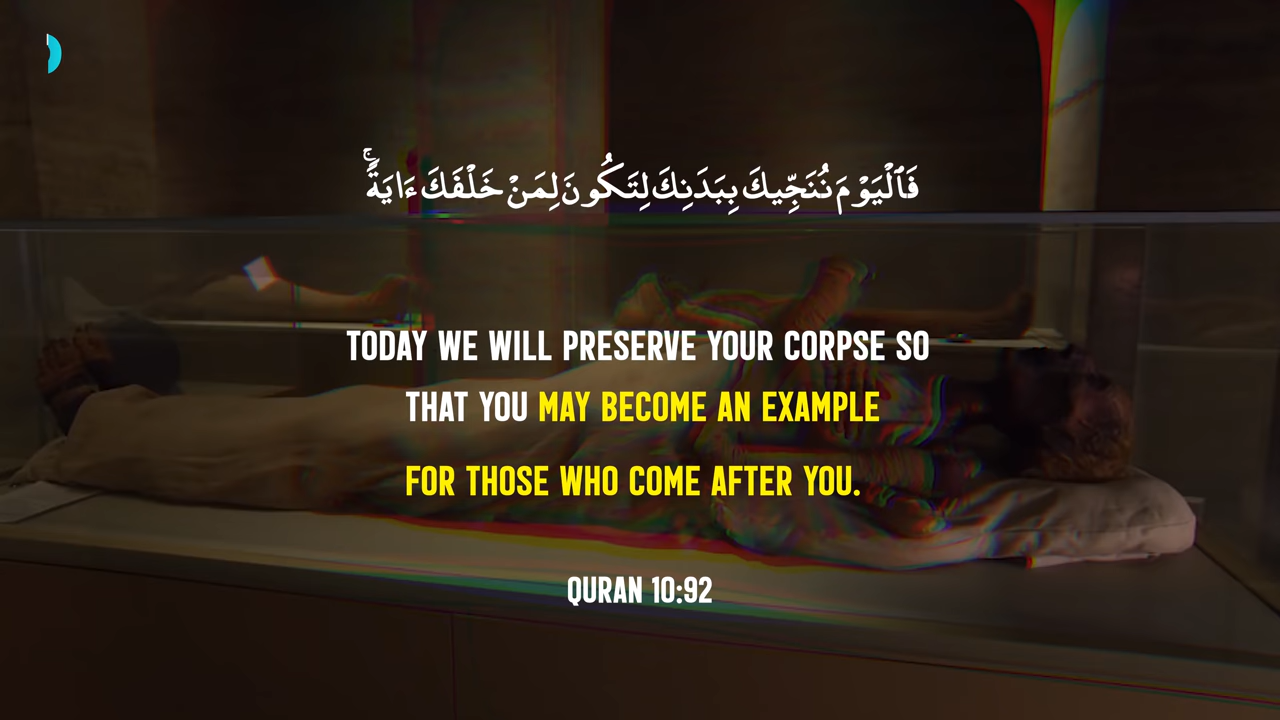 فَٱلْيَوْمَ نُنَجِّيكَ بِبَدَنِكَ لِتَكُونَ لِمَنْ خَلْفَكَ ءَايَةًۚ
TODAY WE WILL PRESERVE YOUR CORPSE SO
THAT YOU MAY BECOME AN EXAMPLE
FOR THOSE WHO COME AFTER YOU.
QURAN 10:92